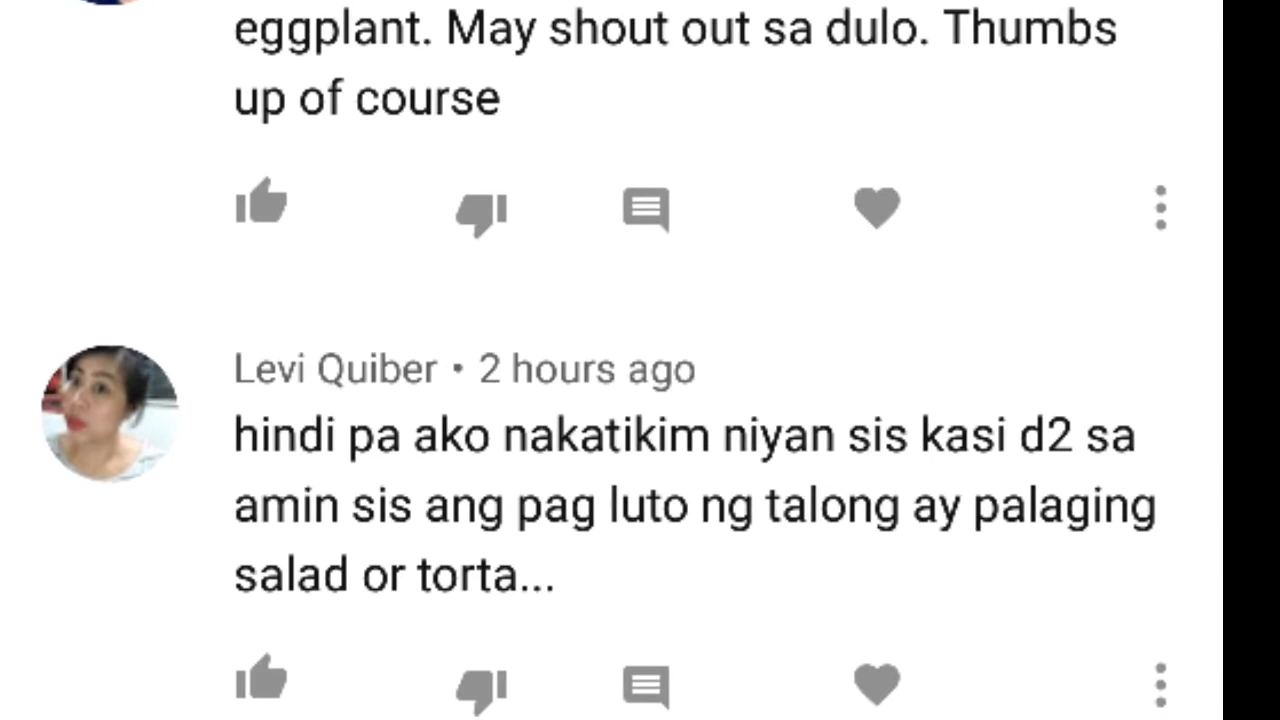 eggplant. May shout out sa dulo. Thumbs
up of course
Levi Quiber • 2 hours ago
hindi pa ako nakatikim niyan sis kasi d2 sa
amin sis ang pag luto ng talong ay palaging
salad or torta...